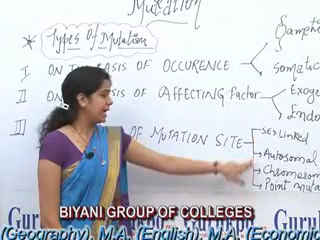 Mutation
* Types of Mutation
I ON THE BASIS OF OCCURENCE
somatic
II ON BASIS OF AFFECTING Factor
Exoge
Endo
III OF MUTATION SITE
Sex Linked
Autosomal
Chromosom
Point muta
BIYANI GROUP OF COLLEGES
(Geography), M.A. (English), M.A. (Economic